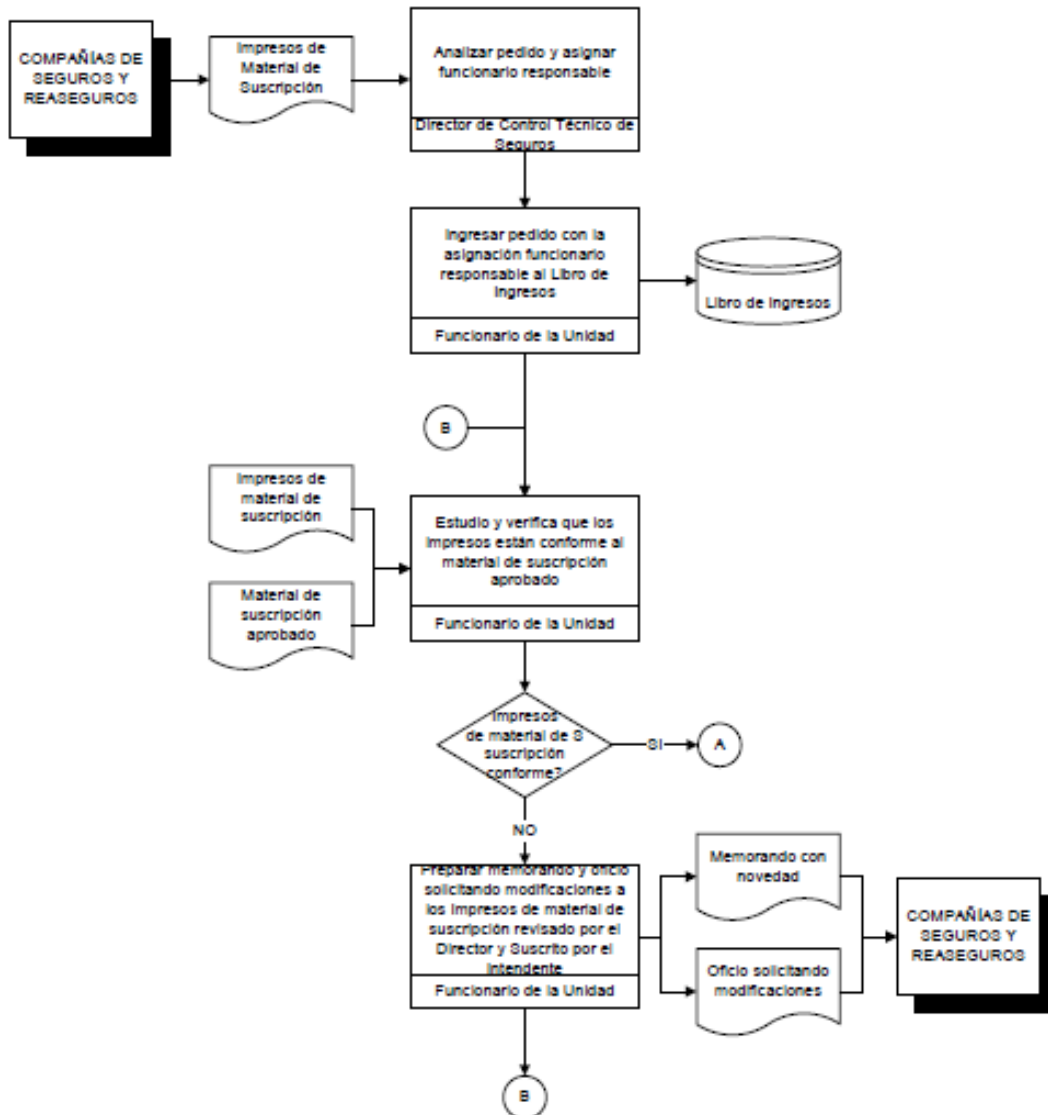 COMPAÑÍAS DE
SEGUROS Y
REASEGUROS
Impresos de
Material de
Suscripción
Analizar pedido y asignar
funcionario responsable
Director de Control Técnico de
Seguros
Ingresar pedido con la
asignación funcionario
responsable al Libro de
Ingresos
Funcionario de la Unidad
Libro de Ingresos
B
Impresos de
material de
suscripción
Material de
suscripción
aprobado
Estudio y verifica que los
Impresos están conforme al
material de suscripción
aprobado
Funcionario de la Unidad
Impresos
de material de S
suscripción
conforme?
SI
A
NO
Preparar memorando y oficio
solicitando modificaciones a
los Impresos de material de
suscripción revisado por el
Director y Suscrito por el
Intendente
Funcionario de la Unidad
Memorando con
novedad
Oficio solicitando
modificaciones
COMPAÑÍAS DE
SEGUROS Y
REASEGUROS
B